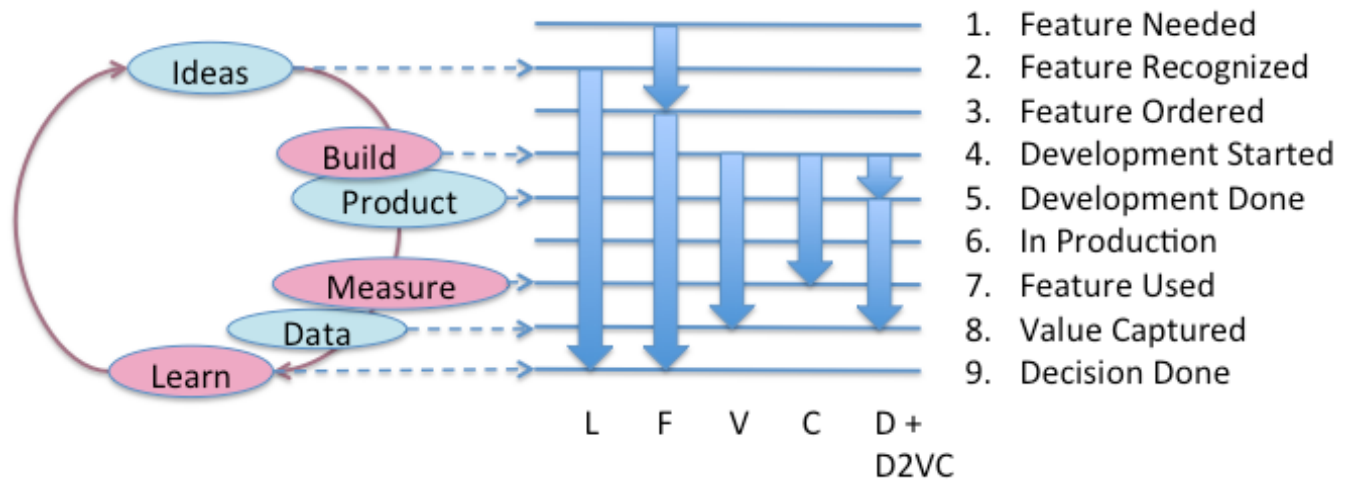 Ideas
Build
Product
Measure
Data
Learn
1. Feature Needed
2. Feature Recognized
3. Feature Ordered
4. Development Started
5. Development Done
6. In Production
7. Feature Used
8. Value Captured
9. Decision Done
L F V C D +
D2VC